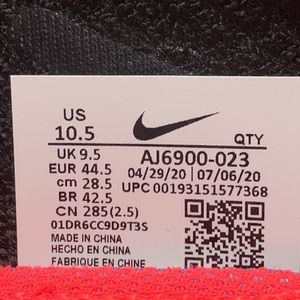 US
10.5
QTY
UK 9.5
EUR 44.5
cm 28.5
BR 42.5
CN 285(2.5)
AJ6900-023
04/29/20 07/06/20
UPC 00193151577368
01DR6CC9D9T3S
MADE IN CHINA
HECHO EN CHINA
FABRIQUE EN CHINE